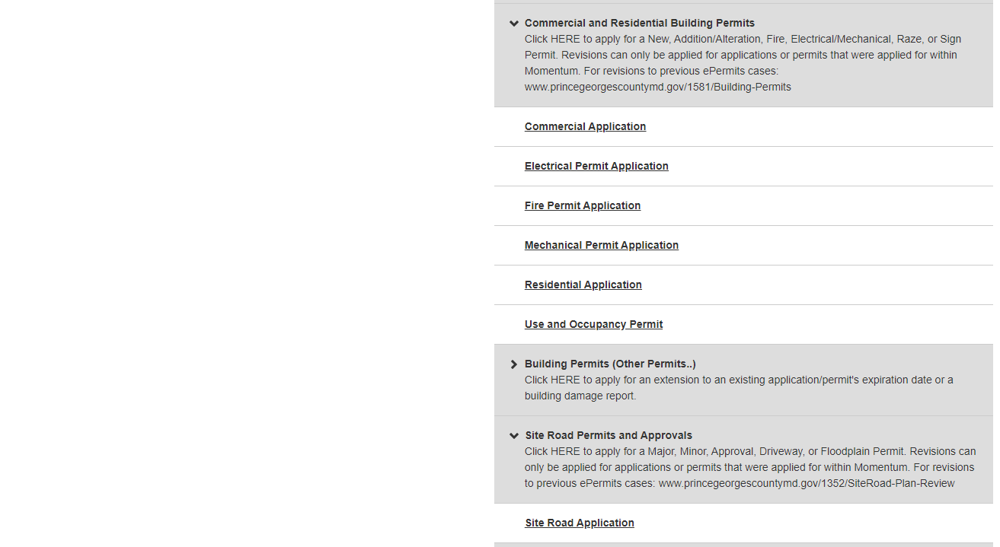 Commercial and Residential Building Permits
Click HERE to apply for a New, Addition/Alteration, Fire, Electrical/Mechanical, Raze, or Sign
Permit. Revisions can only be applied for applications or permits that were applied for within
Momentum. For revisions to previous ePermits cases:
www.princegeorgescountymd.gov/1581/Building-Permits
Commercial Application
Electrical Permit Application
Fire Permit Application
Mechanical Permit Application
Residential Application
Use and Occupancy Permit
Building Permits (Other Permits..)
Click HERE to apply for an extension to an existing application/permit's expiration date or a
building damage report.
Site Road Permits and Approvals
Click HERE to apply for a Major, Minor, Approval, Driveway, or Floodplain Permit. Revisions can
only be applied for applications or permits that were applied for within Momentum. For revisions
to previous ePermits cases: www.princegeorgescountymd.gov/1352/SiteRoad-Plan-Review
Site Road Application